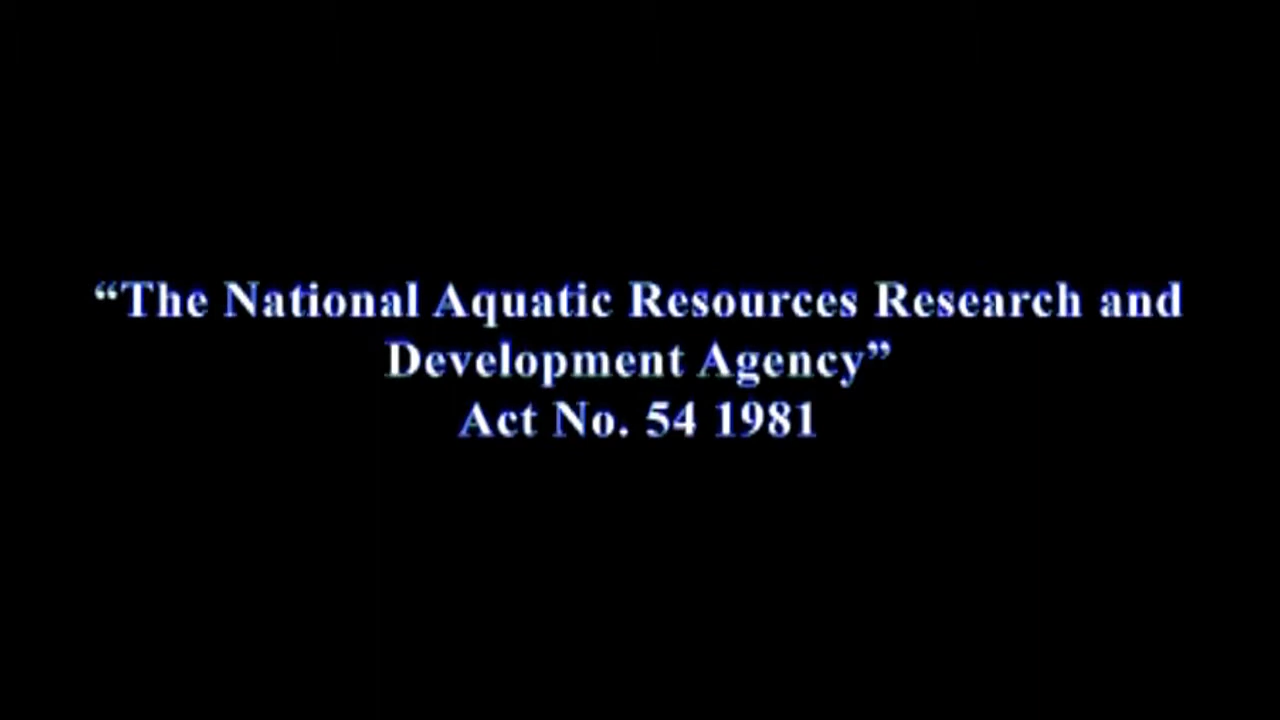 “The National Aquatic Resources Research and
Development Agency”
Act No. 54 1981